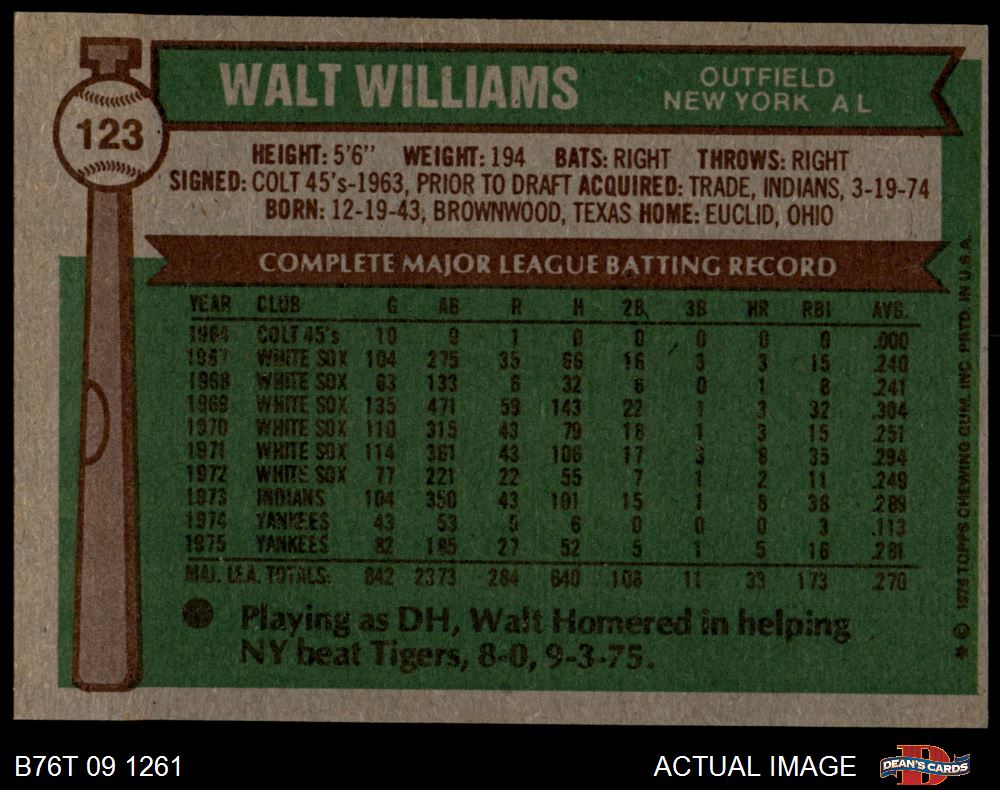 WALT WILLIAMS
OUTFIELD
NEW YORK A L
123
HEIGHT: 5'6" WEIGHT: 194 BATS: RIGHT THROWS: RIGHT
SIGNED: COLT 45's-1963, PRIOR TO DRAFT ACQUIRED: TRADE, INDIANS, 3-19-74
BORN: 12-19-43, BROWNWOOD, TEXAS HOME: EUCLID, OHIO
COMPLETE MAJOR LEAGUE BATTING RECORD
YEAR CLUB G AB R H 2B 3B HR RBI AVG.
1964 COLT 45's 10 9 1 0 0 0 0 0 .000
1967 WHITE SOX 104 275 35 66 16 3 3 15 .240
1968 WHITE SOX 63 133 6 32 6 0 1 8 .241
1969 WHITE SOX 135 471 59 143 22 1 3 32 .304
1970 WHITE SOX 110 315 43 79 18 1 3 15 .251
1971 WHITE SOX 114 361 43 106 17 3 8 35 .294
1972 WHITE SOX 77 221 22 55 7 1 2 11 .249
1973 INDIANS 104 350 43 101 15 1 8 38 .289
1974 YANKEES 43 53 5 6 0 0 0 3 .113
1975 YANKEES 82 185 27 52 5 1 5 16 .281
MAJ. LEA. TOTALS: 842 2373 284 640 106 11 33 173 .270
Playing as DH, Walt Homered in helping
NY beat Tigers, 8-0, 9-3-75.
* © 1976 TOPPS CHEWING GUM, INC. PRTD. IN U.S.A.
B76T 09 1261
ACTUAL IMAGE
DEAN'S CARDS